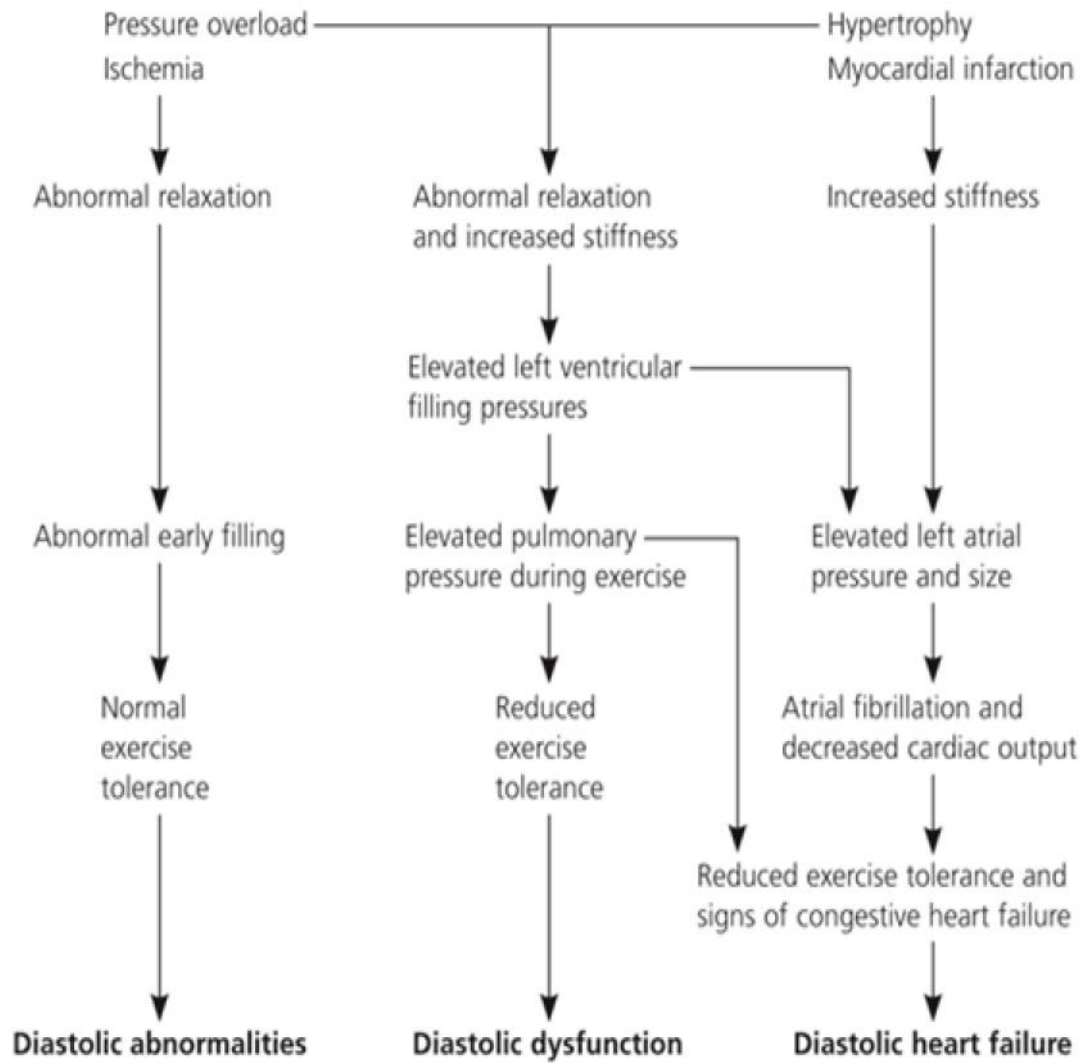 Pressure overload
Hypertrophy
Ischemia
Myocardial infarction
Abnormal relaxation
Abnormal relaxation
and increased stiffness
Increased stiffness
Elevated left ventricular
filling pressures
Abnormal early filling
Elevated pulmonary
pressure during exercise
Elevated left atrial
pressure and size
Normal
exercise
tolerance
Reduced
exercise
tolerance
Atrial fibrillation and
decreased cardiac output
Reduced exercise tolerance and
signs of congestive heart failure
Diastolic abnormalities
Diastolic dysfunction
Diastolic heart failure